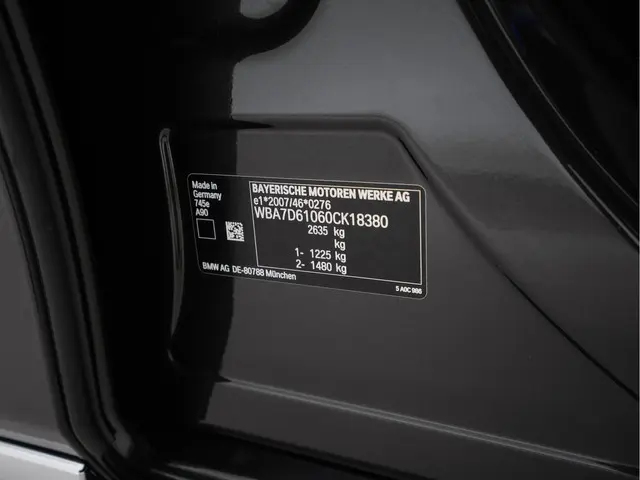 Made in
Germany
745e
A90
BAYERISCHE MOTOREN WERKE AG
e1*2007/46*0276
WBA7D61060CK18380
2635 kg
kg
1- 1225 kg
2- 1480 kg
BMW AG DE-80788 München
5 A0C 986